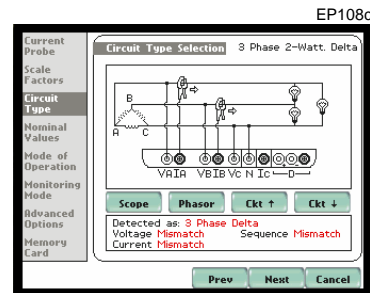 EP108c
Current
Probe
Scale
Factors
Circuit
Type
Nominal
Values
Mode of
Operation
Monitoring
Mode
Advanced
Options
Memory
Card
Circuit Type Selection 3 Phase 2-Watt. Delta
B
A C
VA IA VB IB Vc N Ic D
Scope Phasor Ckt ↑ Ckt ↓
Detected as: 3 Phase Delta
Voltage Mismatch Sequence Mismatch
Current Mismatch
Prev Next Cancel